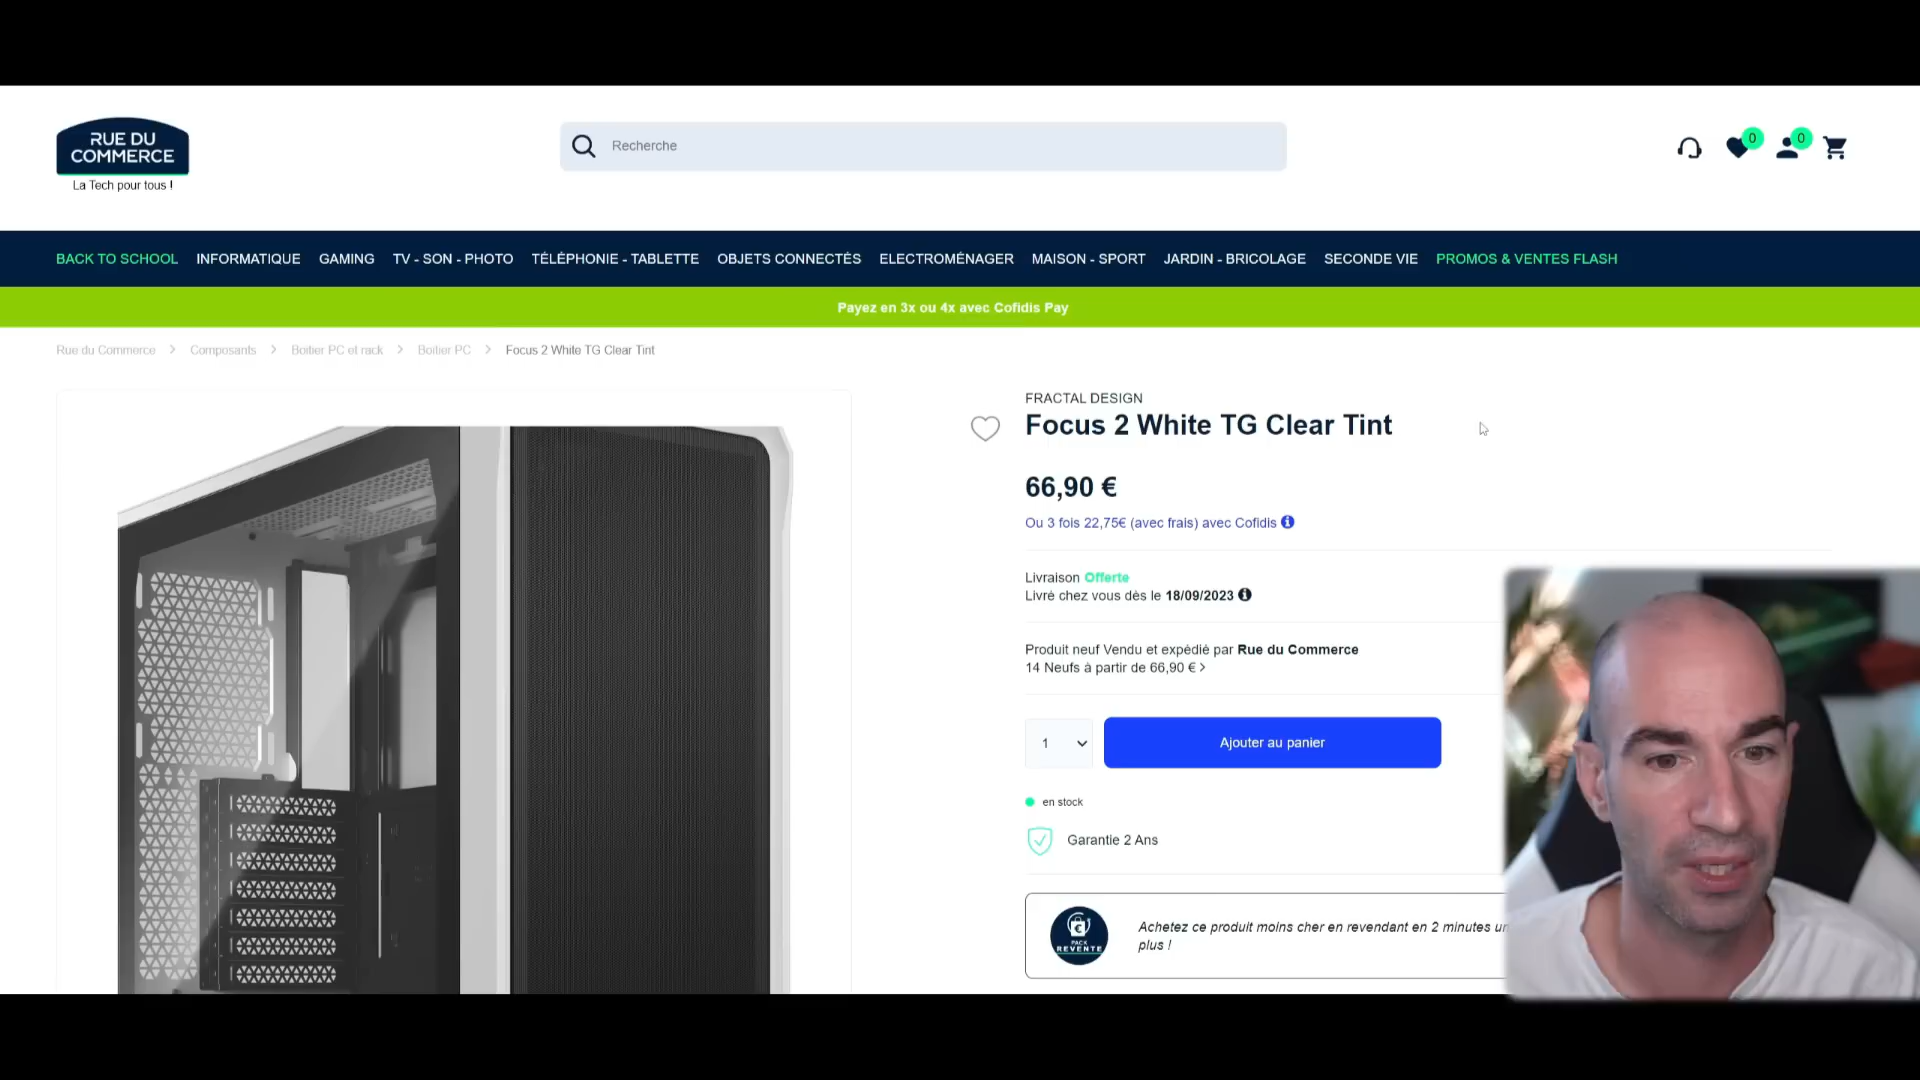 RUE DU
COMMERCE
La Tech pour tous !
Recherche
0
0
BACK TO SCHOOL INFORMATIQUE GAMING TV - SON - PHOTO TÉLÉPHONIE - TABLETTE OBJETS CONNECTÉS ELECTROMÉNAGER MAISON - SPORT JARDIN - BRICOLAGE SECONDE VIE PROMOS & VENTES FLASH
Payez en 3x ou 4x avec Cofidis Pay
Rue du Commerce > Composants > Boitier PC et rack > Boitier PC > Focus 2 White TG Clear Tint
FRACTAL DESIGN
Focus 2 White TG Clear Tint
66,90 €
Ou 3 fois 22,75€ (avec frais) avec Cofidis
Livraison Offerte
Livré chez vous dès le 18/09/2023
Produit neuf Vendu et expédié par Rue du Commerce
14 Neufs à partir de 66,90 € >
1
Ajouter au panier
en stock
Garantie 2 Ans
PACK
REVENTE
Achetez ce produit moins cher en revendant en 2 minutes
plus !